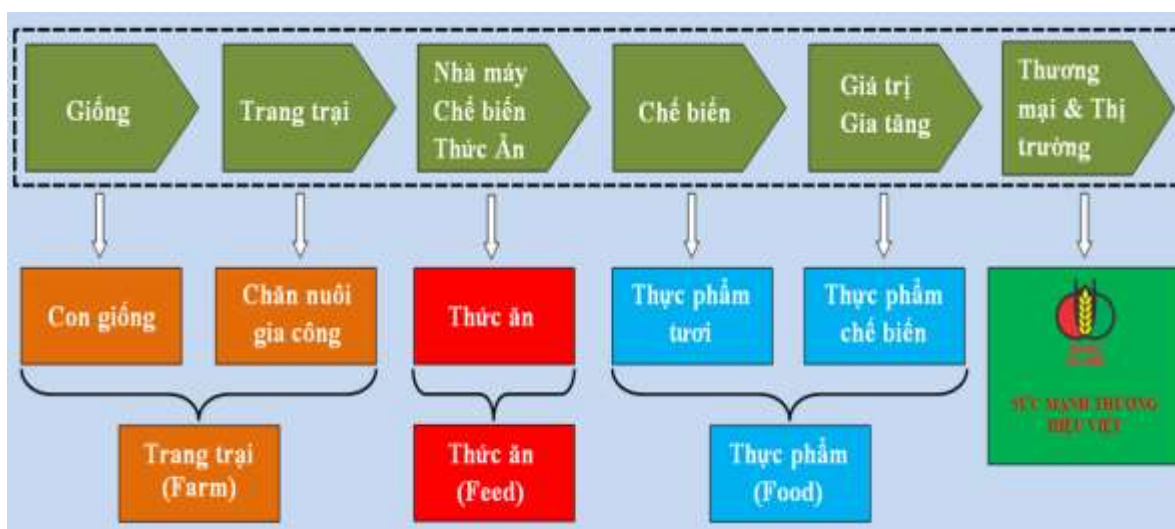 Giống
Trang trại
Nhà máy
Chế biến
Thức Ăn
Chế biến
Giá trị
Gia tăng
Thương
mại & Thị
trường
Con giống
Chăn nuôi
gia công
Thức ăn
Thực phẩm
tươi
Thực phẩm
chế biến
SỨC MẠNH THƯƠNG
HIỆU VIỆT
Trang trại
(Farm)
Thức ăn
(Feed)
Thực phẩm
(Food)